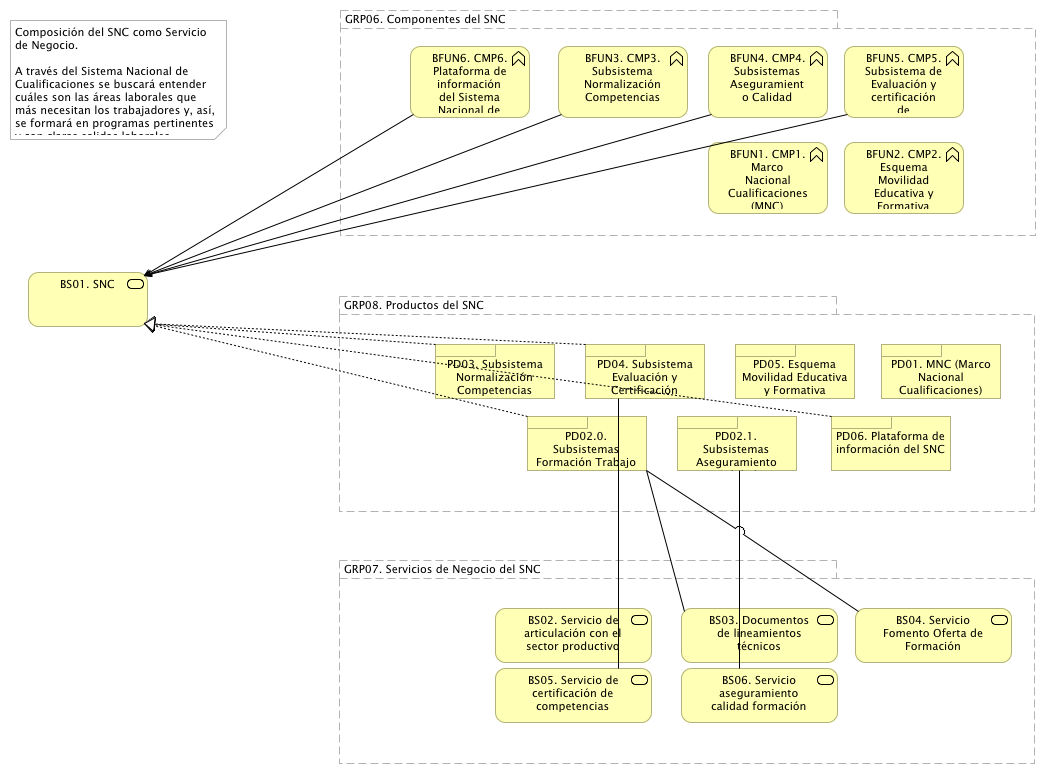 Composición del SNC como Servicio
de Negocio.
A través del Sistema Nacional de
Cualificaciones se buscará entender
cuáles son las áreas laborales que
más necesitan los trabajadores y, así,
se formará en programas pertinentes
y con claras salidas laborales
GRP06. Componentes del SNC
BFUN6. CMP6.
Plataforma de
información
del Sistema
Nacional de
BFUN3. CMP3.
Subsistema
Normalización
Competencias
BFUN4. CMP4.
Subsistemas
Asegurament
o Calidad
BFUN5. CMP5.
Subsistema de
Evaluación y
certificación
de
BFUN1. CMP1.
Marco
Nacional
Cualificaciones
(MNC)
BFUN2. CMP2.
Esquema
Movilidad
Educativa y
Formativa
BS01. SNC
GRP08. Productos del SNC
PD03. Subsistema
Normalización
Competencias
PD04. Subsistema
Evaluación y
Certificación
PD05. Esquema
Movilidad Educativa
y Formativa
PD01. MNC (Marco
Nacional
Cualificaciones)
PD02.0.
Subsistemas
Formación Trabajo
PD02.1.
Subsistemas
Aseguramiento
PD06. Plataforma de
información del SNC
GRP07. Servicios de Negocio del SNC
BS02. Servicio de
articulación con el
sector productivo
BS03. Documentos
de lineamientos
técnicos
BS04. Servicio
Fomento Oferta de
Formación
BS05. Servicio de
certificación de
competencias
BS06. Servicio
aseguramiento
calidad formación